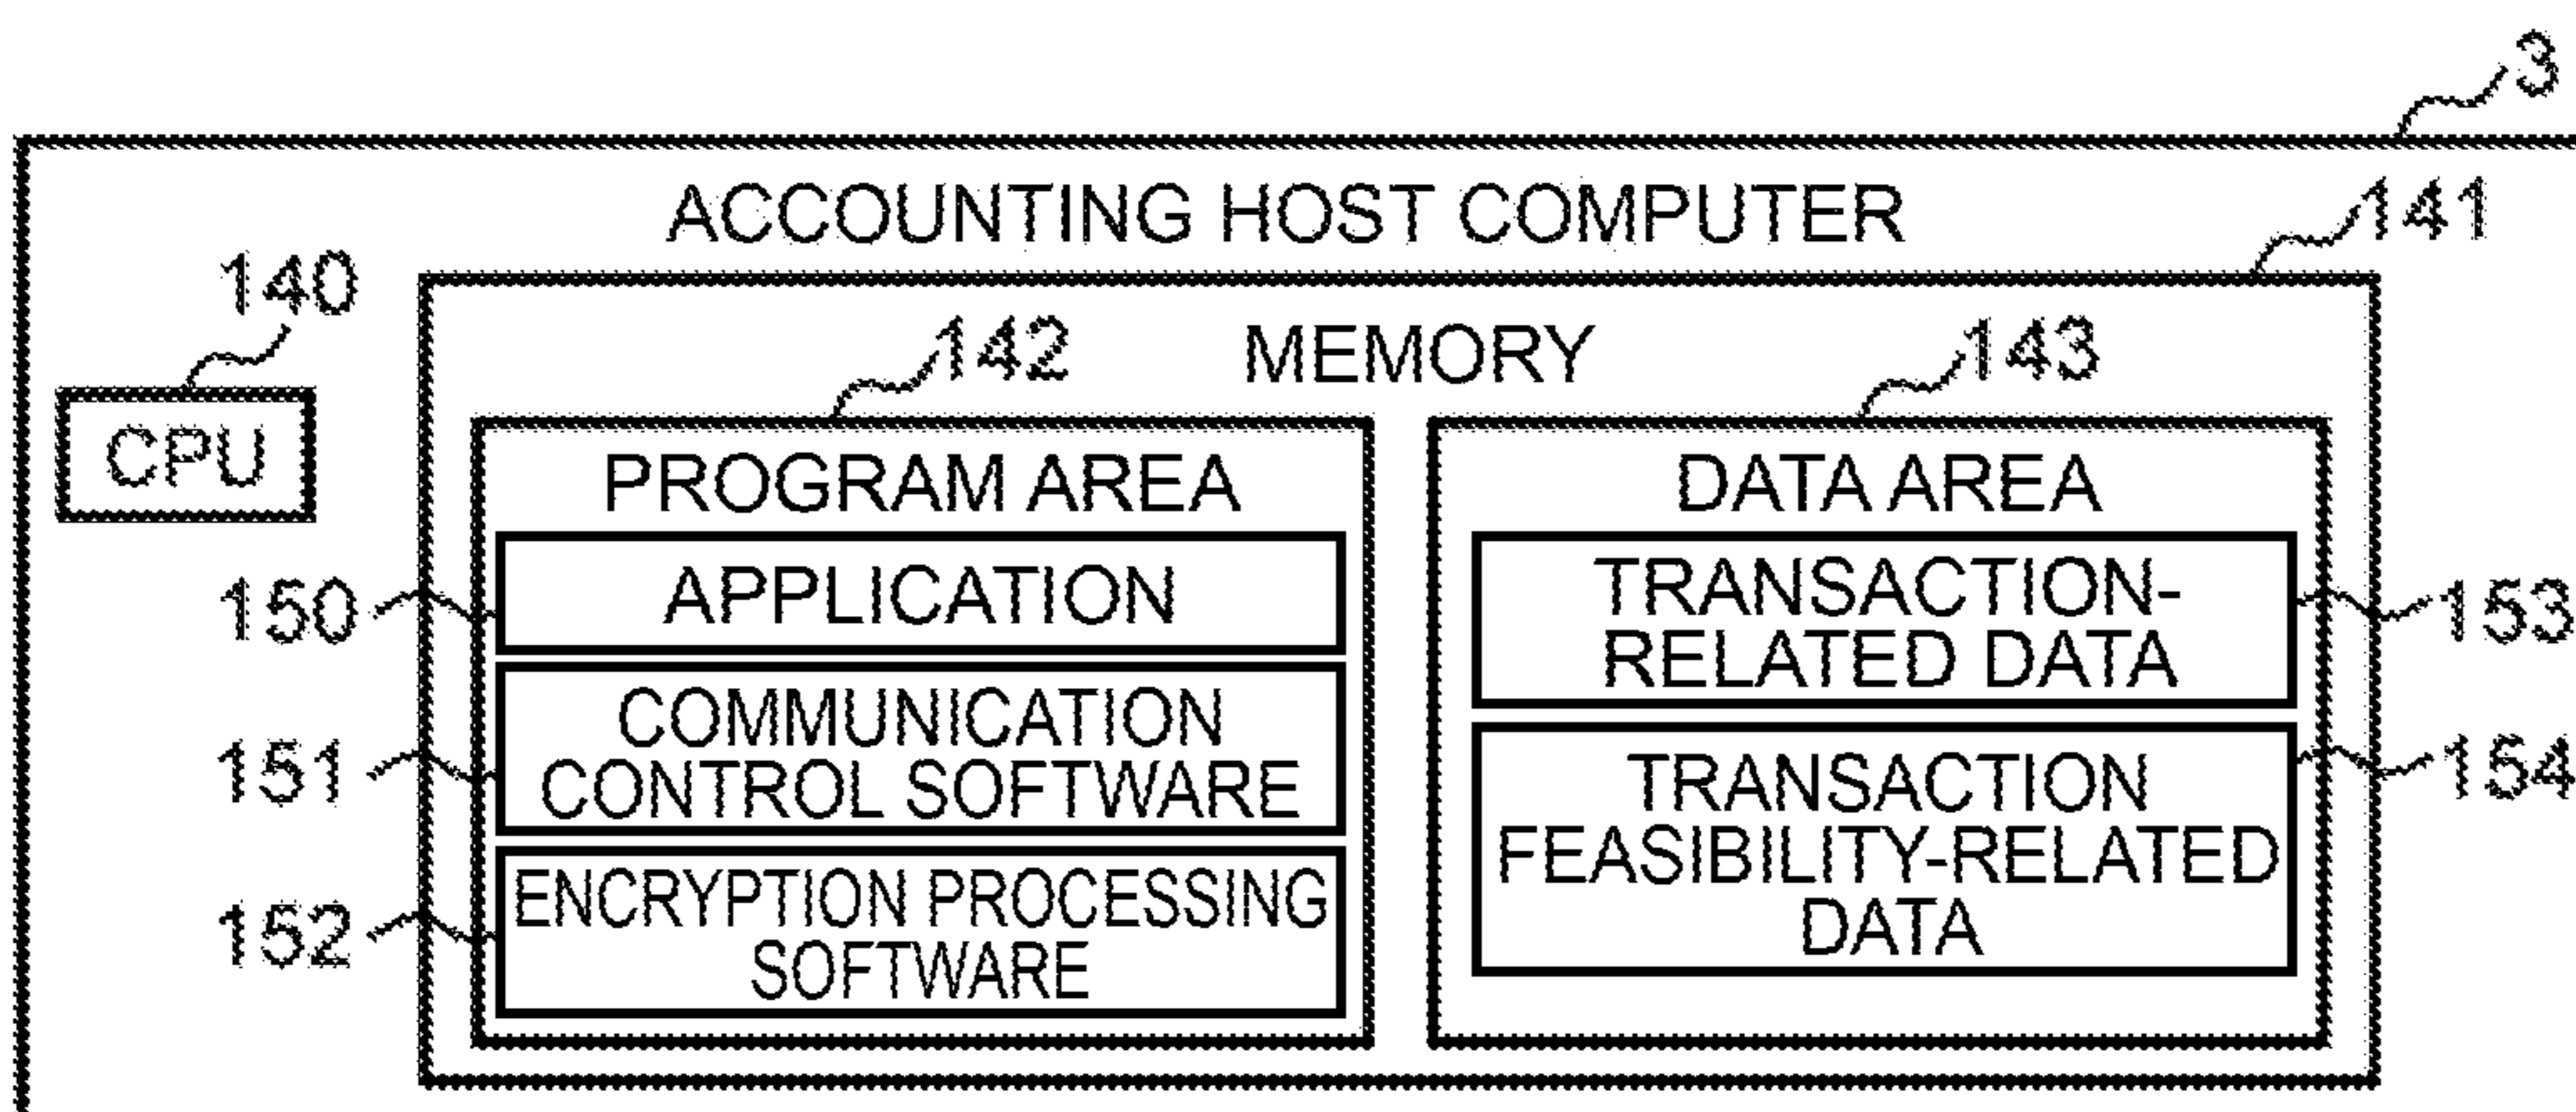 3
ACCOUNTING HOST COMPUTER
141
140
MEMORY
142
143
CPU
PROGRAM AREA
DATA AREA
150
APPLICATION
TRANSACTION-
RELATED DATA
153
151
COMMUNICATION
CONTROL SOFTWARE
TRANSACTION
FEASIBILITY-RELATED
DATA
154
152
ENCRYPTION PROCESSING
SOFTWARE